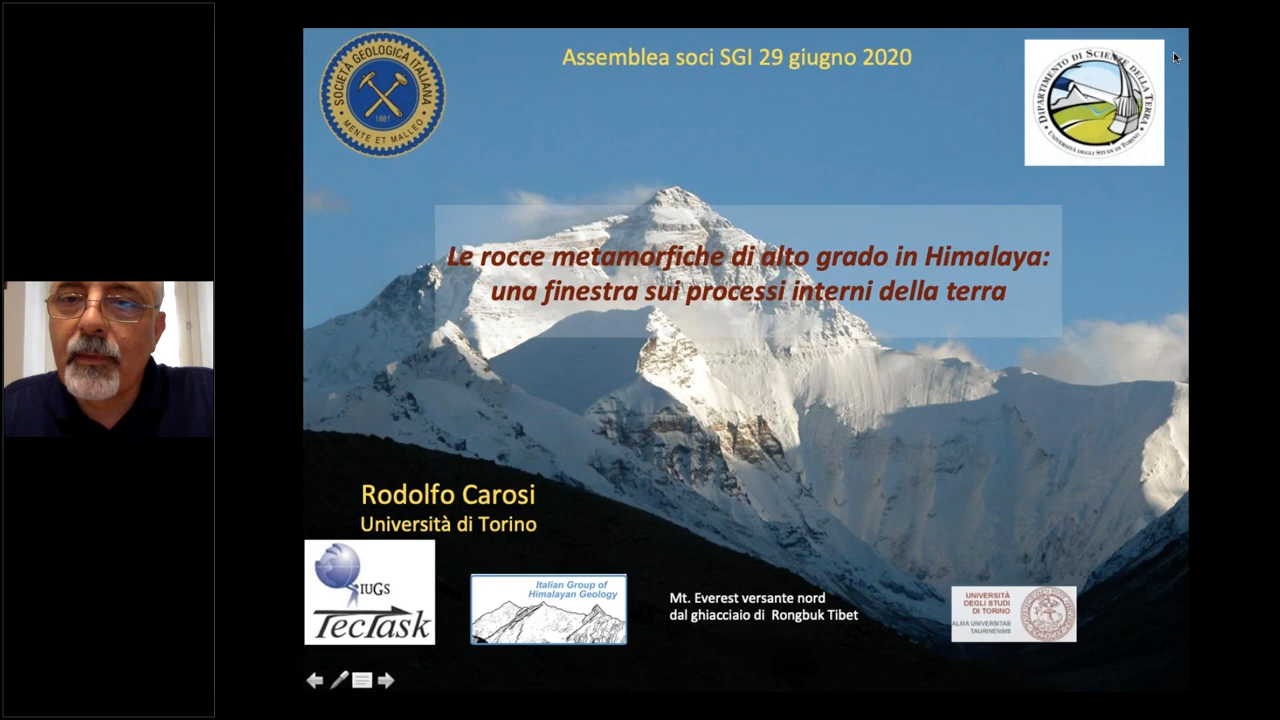 Assemblea soci SGI 29 giugno 2020
SOCIETÀ GEOLOGICA ITALIANA
1881
MENTE ET MALLEO
DIPARTIMENTO DI SCIENZE DELLA TERRA
UNIVERSITÀ DEGLI STUDI DI TORINO
Le rocce metamorfiche di alto grado in Himalaya:
una finestra sui processi interni della terra
Rodolfo Carosi
Università di Torino
IUGS
TecTask
Italian Group of
Himalayan Geology
Mt. Everest versante nord
dal ghiacciaio di Rongbuk Tibet
UNIVERSITÀ
DEGLI STUDI
DI TORINO
ALMA UNIVERSITAS
TAURINENSIS